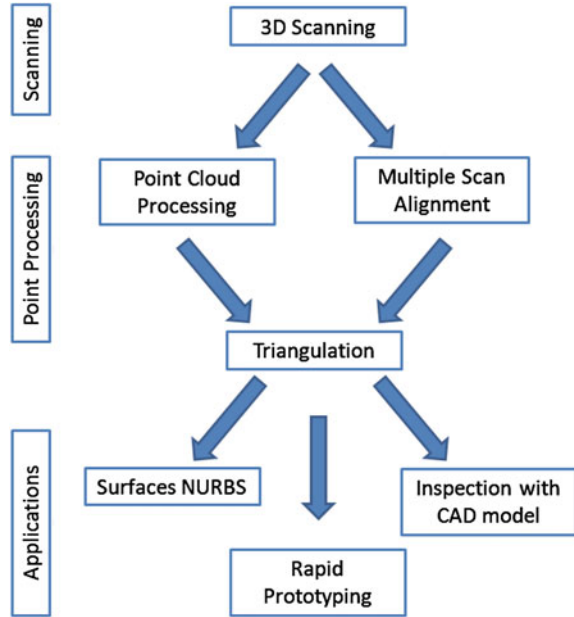 Scanning
3D Scanning
Point Processing
Point Cloud
Processing
Multiple Scan
Alignment
Triangulation
Applications
Surfaces NURBS
Inspection with
CAD model
Rapid
Prototyping